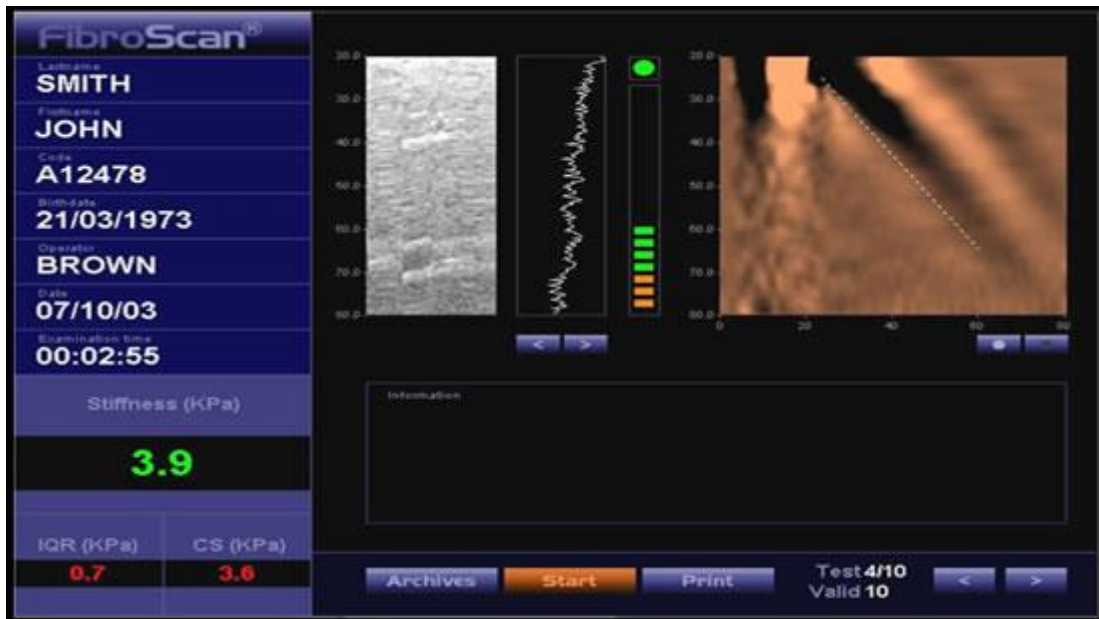 FibroScan®
Lastname
SMITH
Firstname
JOHN
Code
A12478
Birthdate
21/03/1973
Operator
BROWN
Date
07/10/03
Examination time
00:02:55
Stiffness (KPa)
3.9
IQR (KPa) CS (KPa)
0.7 3.6
20.0
30.0
40.0
50.0
60.0
70.0
80.0
< >
20.0
30.0
40.0
50.0
60.0
70.0
80.0
0 20 40 60 80
Information
Archives Start Print
Test 4/10
Valid 10
< >